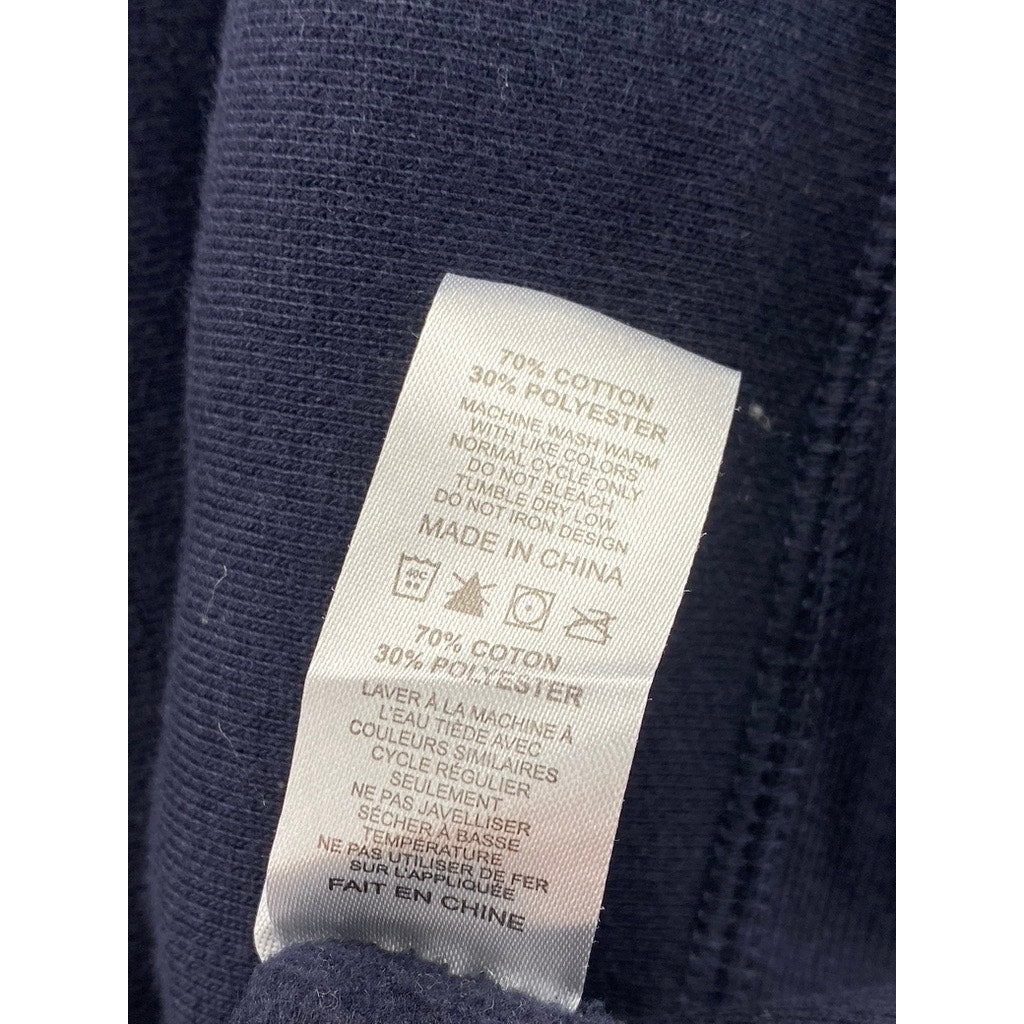 70% COTTON
30% POLYESTER
MACHINE WASH WARM
WITH LIKE COLORS,
NORMAL CYCLE ONLY
DO NOT BLEACH
TUMBLE DRY LOW
DO NOT IRON DESIGN
MADE IN CHINA
40C
70% COTON
30% POLYESTER
LAVER À LA MACHINE À
L'EAU TIÈDE AVEC
COULEURS SIMILAIRES
CYCLE RÉGULIER
SEULEMENT
NE PAS JAVELLISER
SÉCHER À BASSE
TEMPÉRATURE
NE PAS UTILISER DE FER
SUR L'APPLIQUÉE
FAIT EN CHINE